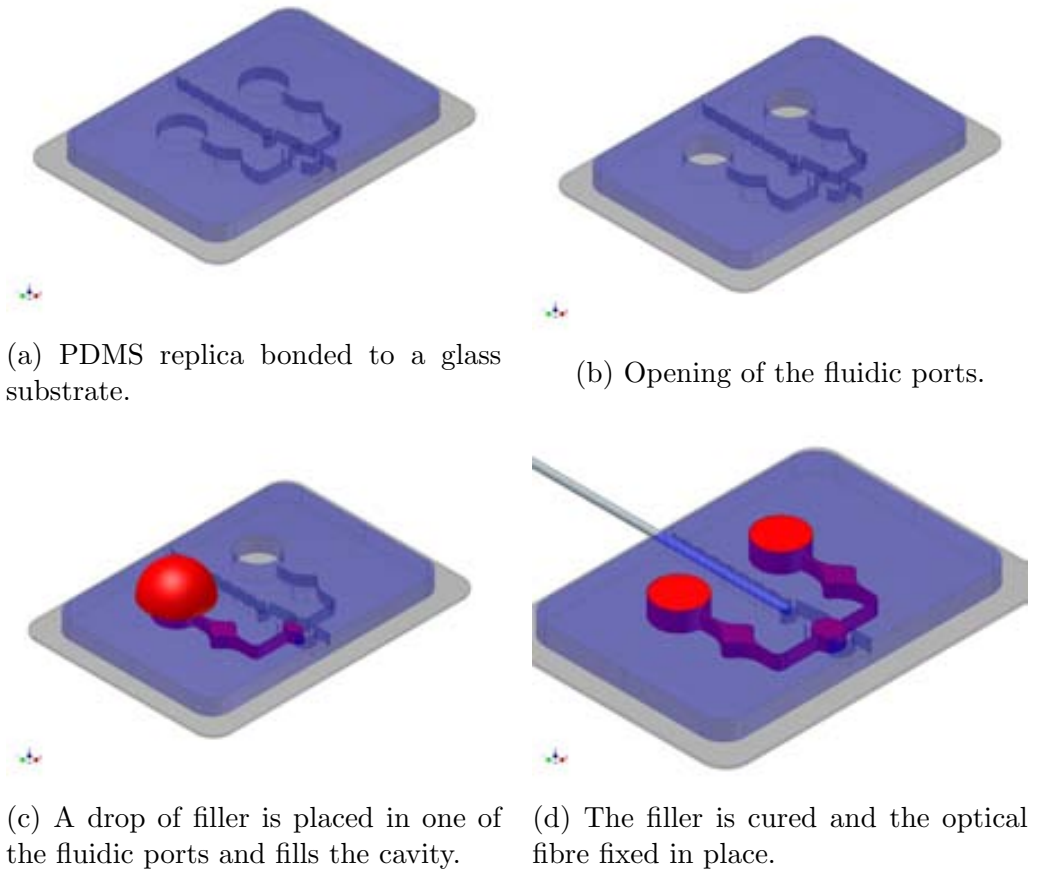 (a) PDMS replica bonded to a glass
substrate.
(b) Opening of the fluidic ports.
(c) A drop of filler is placed in one of
the fluidic ports and fills the cavity.
(d) The filler is cured and the optical
fibre fixed in place.